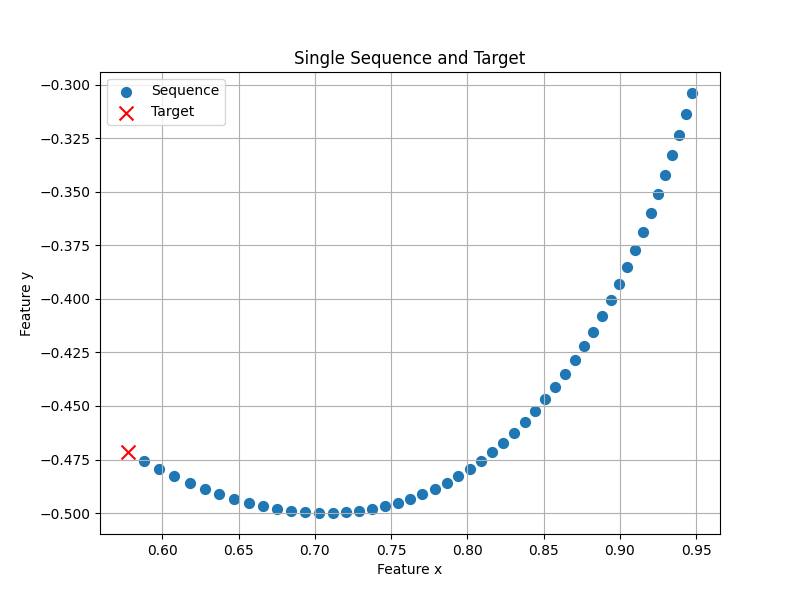 Single Sequence and Target
Sequence
Target
−0.300
−0.325
−0.350
−0.375
−0.400
−0.425
−0.450
−0.475
−0.500
Feature y
0.60 0.65 0.70 0.75 0.80 0.85 0.90 0.95
Feature x